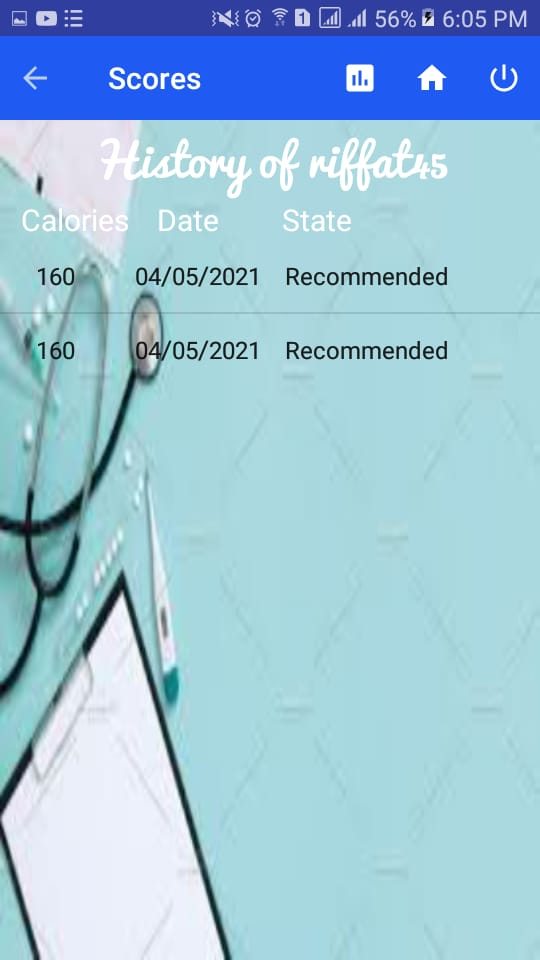 56% 6:05 PM
Scores
History of riffat45
Calories Date State
160 04/05/2021 Recommended
160 04/05/2021 Recommended